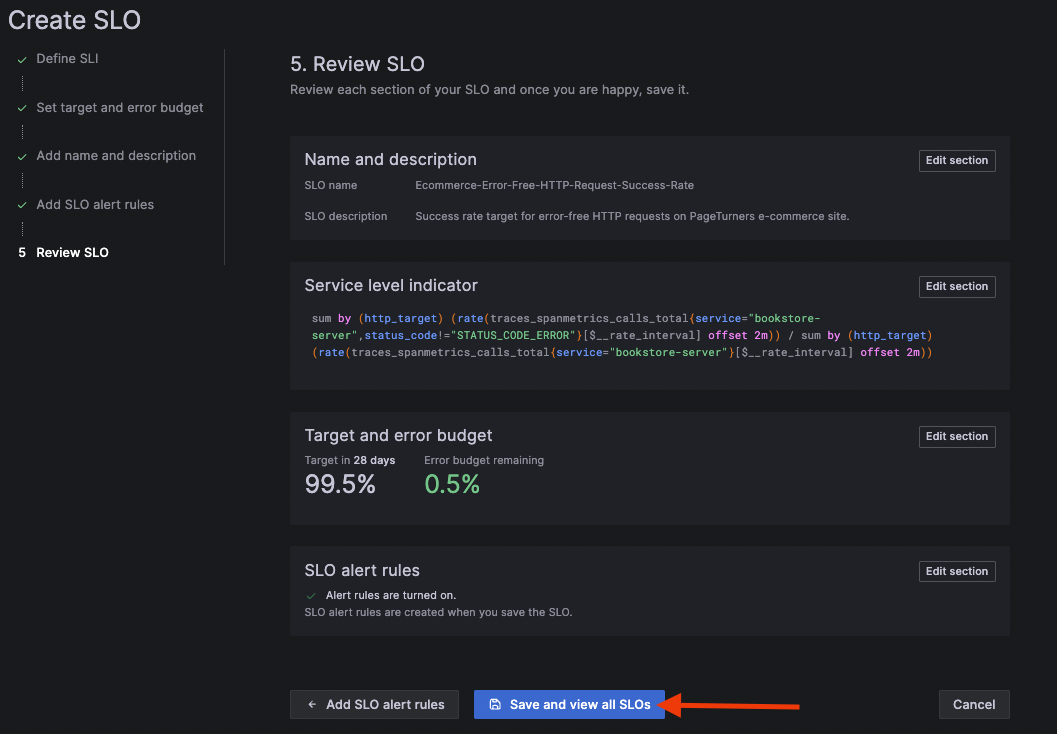 Create SLO
Define SLI
Set target and error budget
Add name and description
Add SLO alert rules
5 Review SLO
5. Review SLO
Review each section of your SLO and once you are happy, save it.
Name and description
Edit section
SLO name Ecommerce-Error-Free-HTTP-Request-Success-Rate
SLO description Success rate target for error-free HTTP requests on PageTurners e-commerce site.
Service level indicator
Edit section
sum by (http_target) (rate(traces_spanmetrics_calls_total{service="bookstore-
server",status_code!="STATUS_CODE_ERROR"}[$__rate_interval] offset 2m)) / sum by (http_target)
(rate(traces_spanmetrics_calls_total{service="bookstore-server"}[$__rate_interval] offset 2m))
Target and error budget
Edit section
Target in 28 days Error budget remaining
99.5% 0.5%
SLO alert rules
Edit section
Alert rules are turned on.
SLO alert rules are created when you save the SLO.
Add SLO alert rules
Save and view all SLOs
Cancel